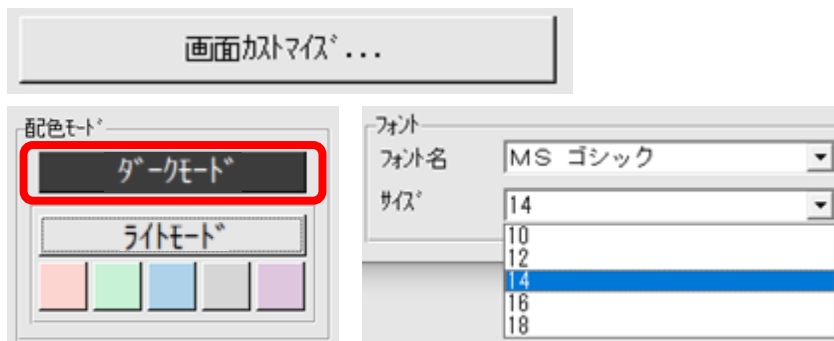 画面ｶｽﾀﾏｲｽﾞ...
配色ﾓｰﾄﾞ
ﾀﾞｰｸﾓｰﾄﾞ
ﾗｲﾄﾓｰﾄﾞ
ﾌｫﾝﾄ
ﾌｫﾝﾄ名
ＭＳ ゴシック
ｻｲｽﾞ
14
10
12
14
16
18